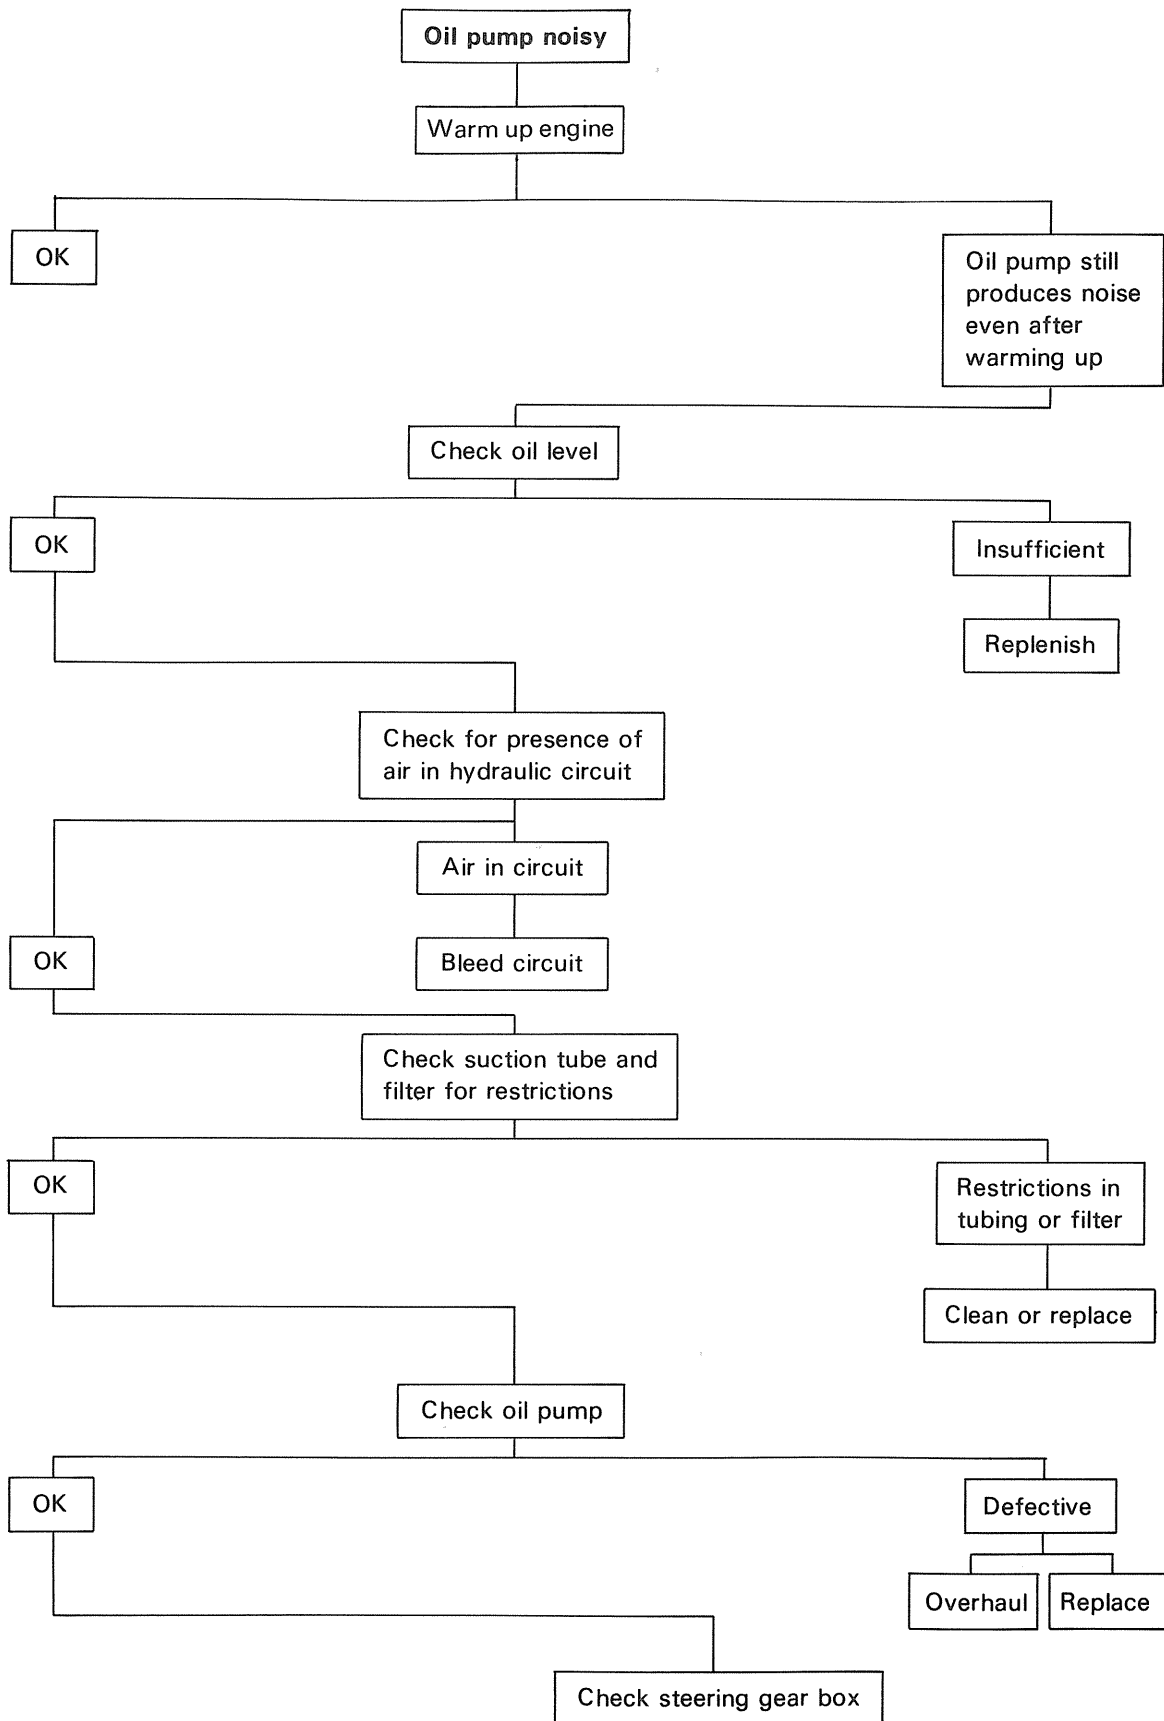 Oil pump noisy
Warm up engine
OK
Oil pump still
produces noise
even after
warming up
Check oil level
OK
Insufficient
Replenish
Check for presence of
air in hydraulic circuit
Air in circuit
OK
Bleed circuit
Check suction tube and
filter for restrictions
OK
Restrictions in
tubing or filter
Clean or replace
Check oil pump
OK
Defective
Overhaul
Replace
Check steering gear box